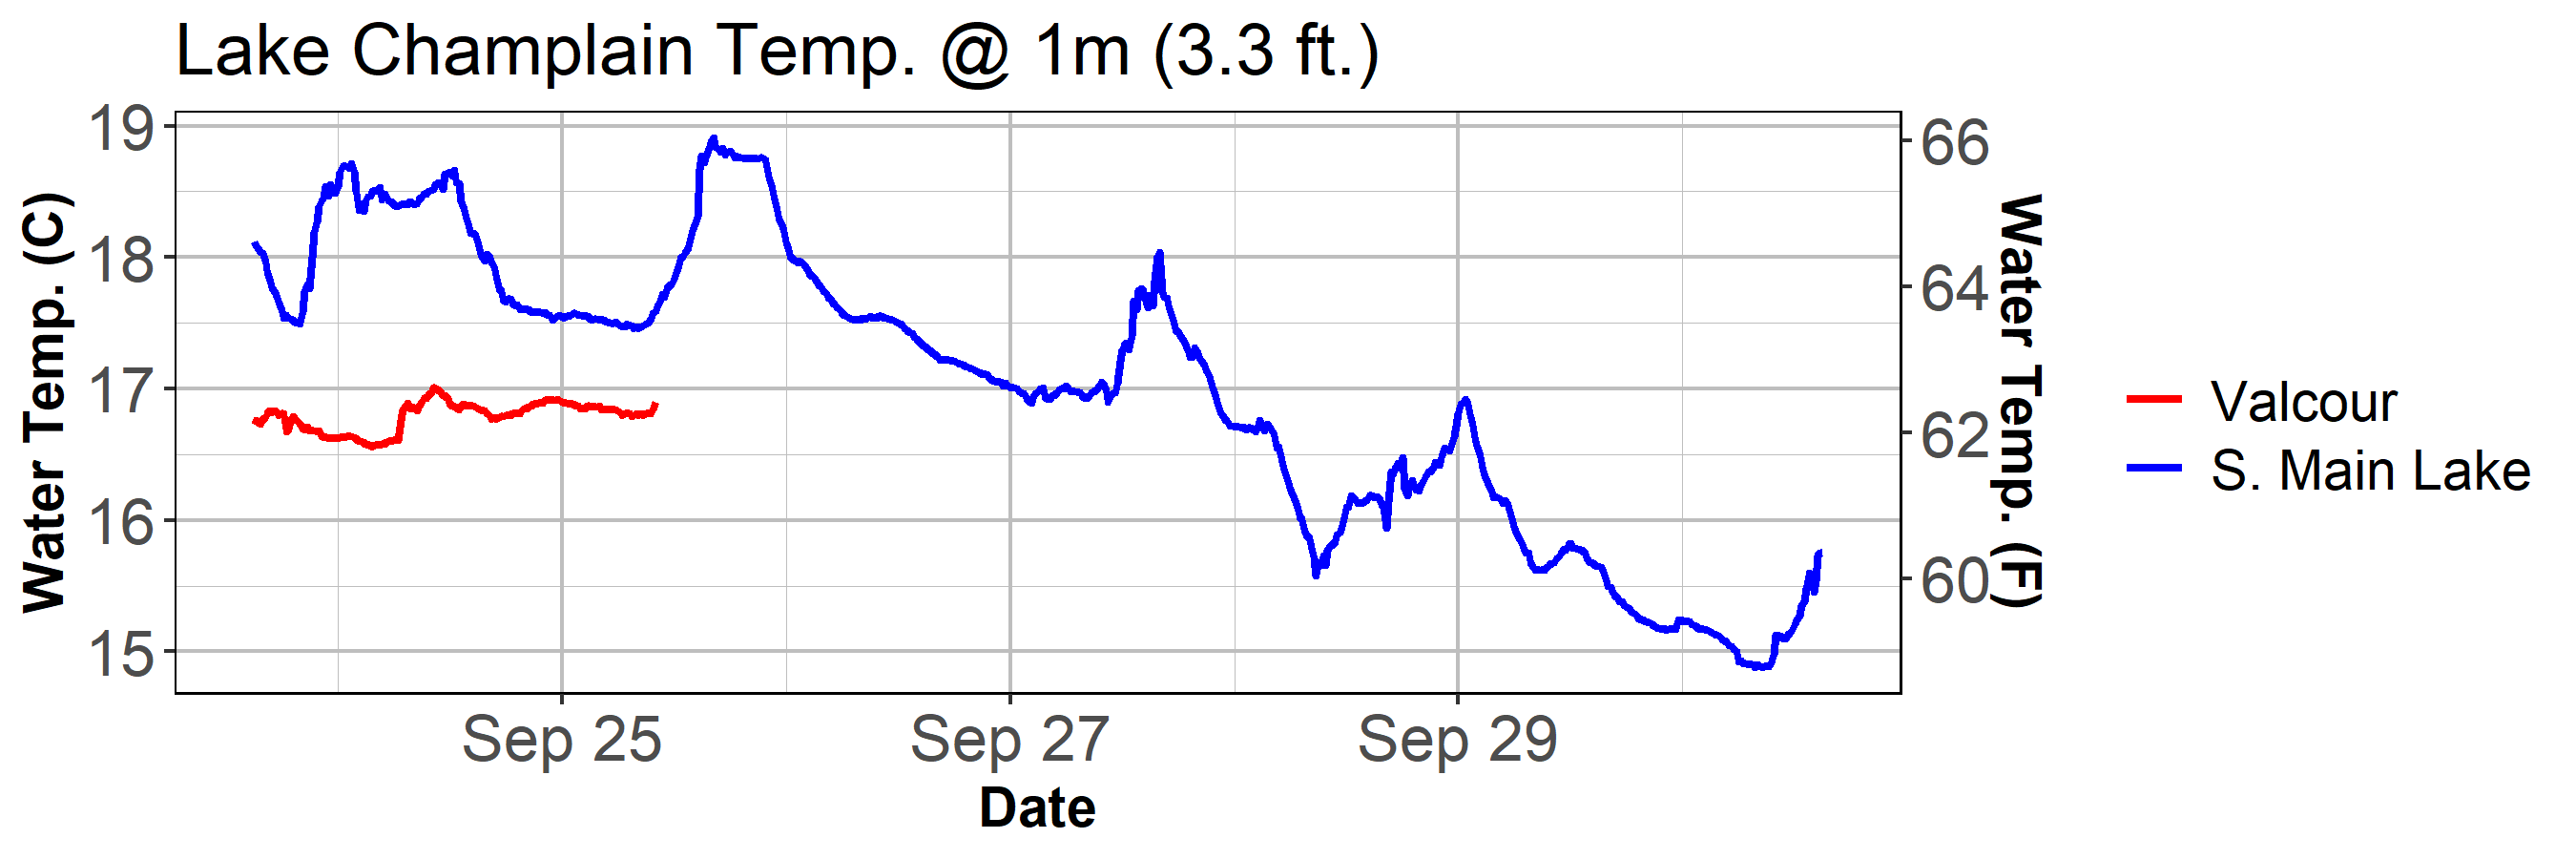 Lake Champlain Temp. @ 1m (3.3 ft.)
Water Temp. (C)
19
18
17
16
15
66
64
62
60
Water Temp. (F)
Sep 25
Sep 27
Sep 29
Date
Valcour
S. Main Lake